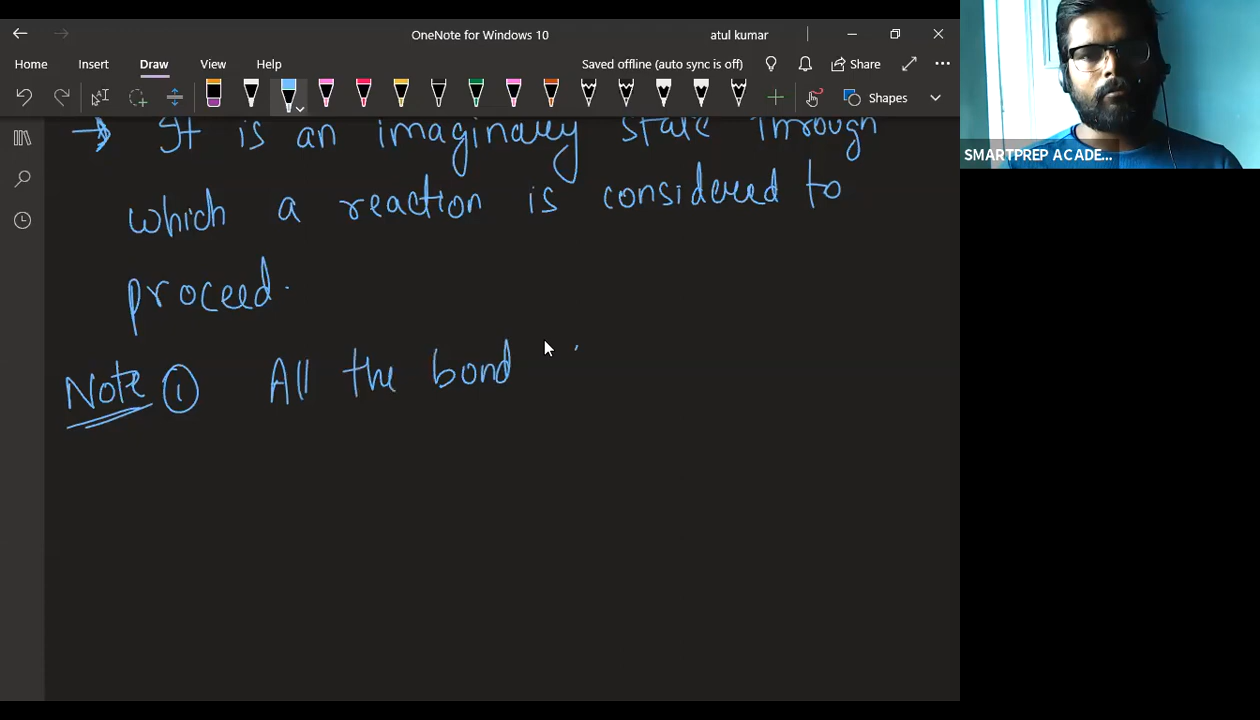 OneNote for Windows 10
atul kumar
Home Insert Draw View Help
Saved offline (auto sync is off)
Share
Shapes
→ It is an imaginary state through
which a reaction is considered to
proceed.
Note ① All the bond
SMARTPREP ACADE...